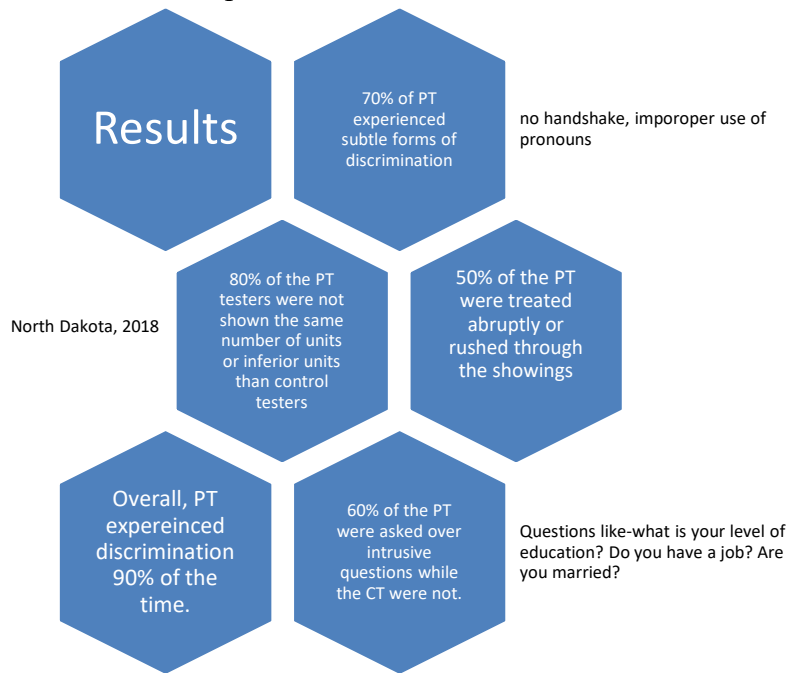 Results
70% of PT
experienced
subtle forms of
discrimination
no handshake, imporoper use of
pronouns
North Dakota, 2018
80% of the PT
testers were not
shown the same
number of units
or inferior units
than control
testers
50% of the PT
were treated
abruptly or
rushed through
the showings
Overall, PT
expereinced
discrimination
90% of the
time.
60% of the PT
were asked over
intrusive
questions while
the CT were not.
Questions like-what is your level of
education? Do you have a job? Are
you married?